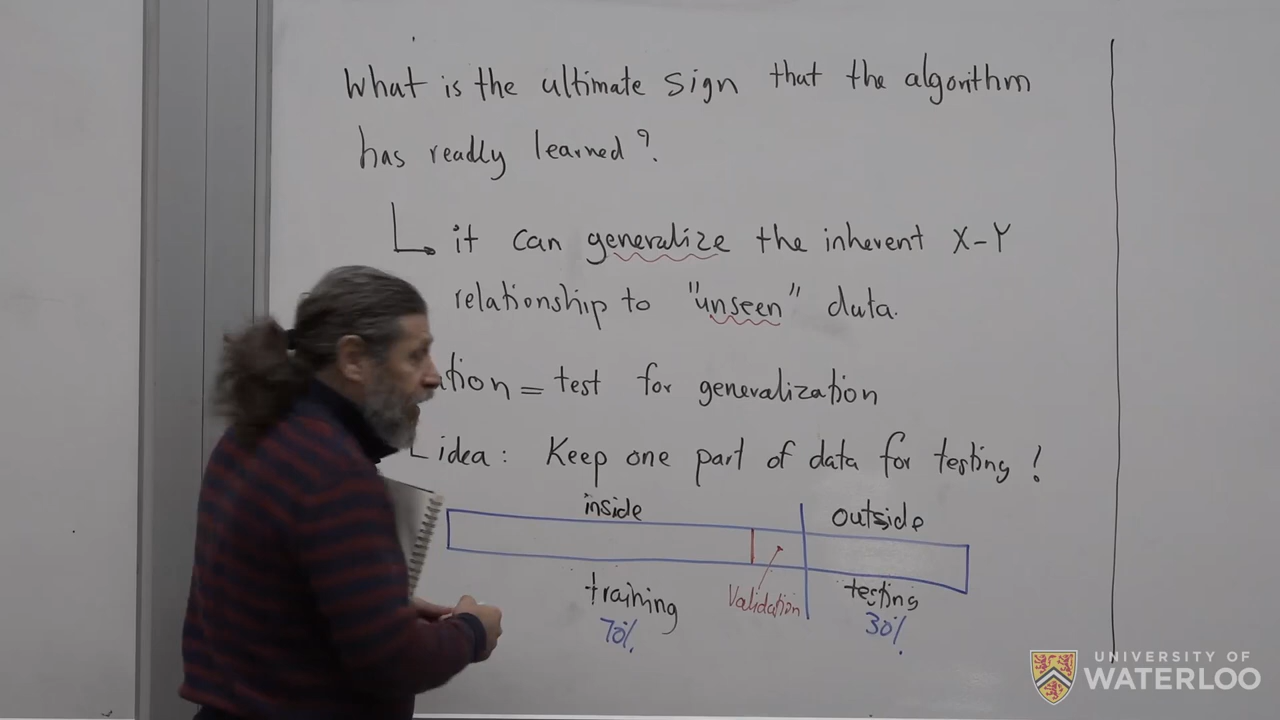 What is the ultimate sign that the algorithm
has really learned?
it can generalize the inherent X-Y
relationship to "unseen" data.
= test for generalization
idea: Keep one part of data for testing!
inside
outside
training
Validation
testing
70%
30%
UNIVERSITY OF
WATERLOO